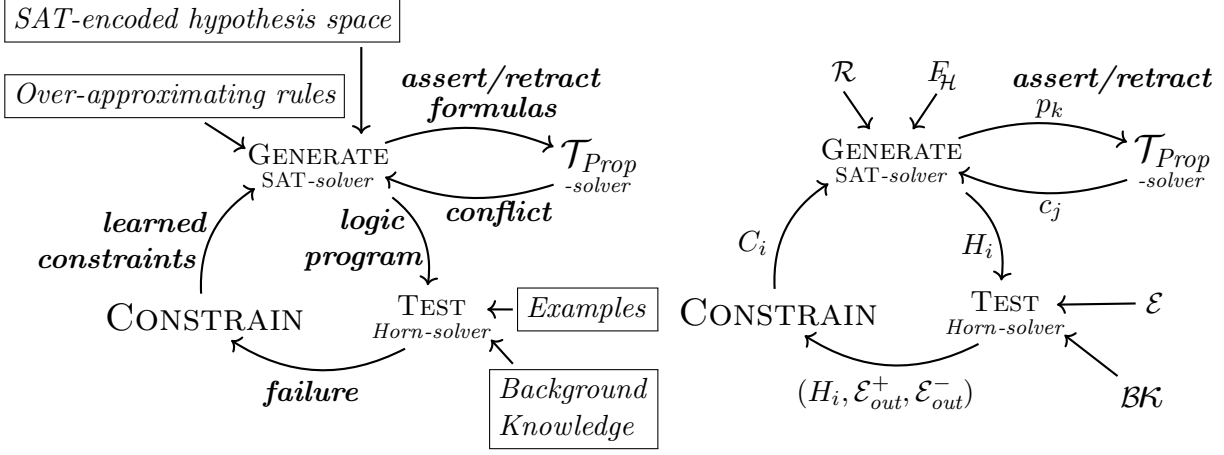 SAT-encoded hypothesis space
Over-approximating rules
assert/retract
formulas
GENERATE
SAT-solver
𝒯_Prop
-solver
conflict
learned
constraints
logic
program
CONSTRAIN
TEST
Horn-solver
Examples
failure
Background
Knowledge
ℛ
F_ℋ
assert/retract
p_k
GENERATE
SAT-solver
𝒯_Prop
-solver
c_j
C_i
H_i
CONSTRAIN
TEST
Horn-solver
ℰ
(H_i, ℰ^+_out, ℰ^-_out)
ℬ𝒦